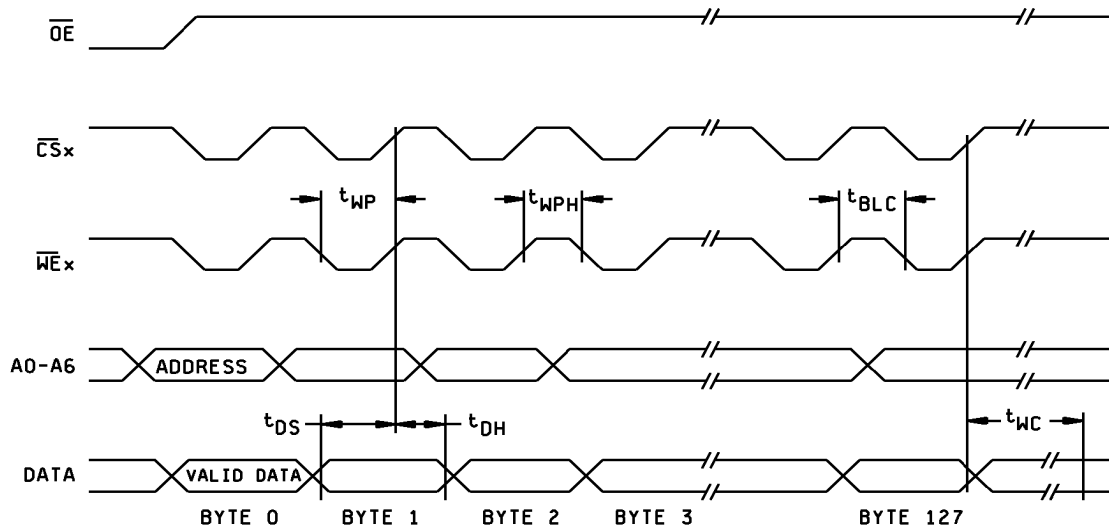 OE
CSx
tWP
tWPH
tBLC
WEx
A0-A6
ADDRESS
tDS
tDH
tWC
DATA
VALID DATA
BYTE 0
BYTE 1
BYTE 2
BYTE 3
BYTE 127